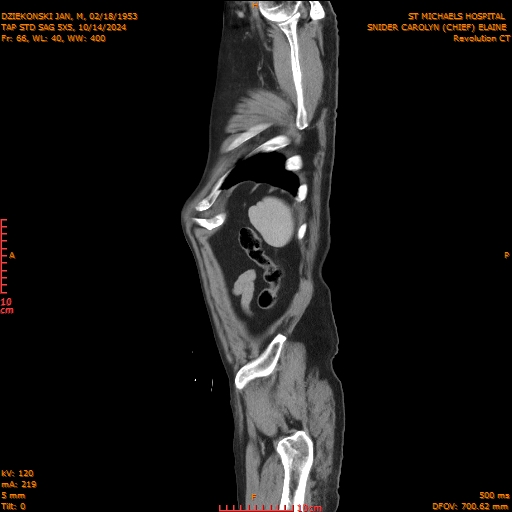 DZIEKONSKI JAN, M, 02/18/1953
TAP STD SAG 5X5, 10/14/2024
Fr: 66, WL: 40, WW: 400
ST MICHAELS HOSPITAL
SNIDER CAROLYN (CHIEF) ELAINE
Revolution CT
A
P
10
cm
kV: 120
mA: 219
5 mm
Tilt: 0
F
10cm
500 ms
DFOV: 700.62 mm